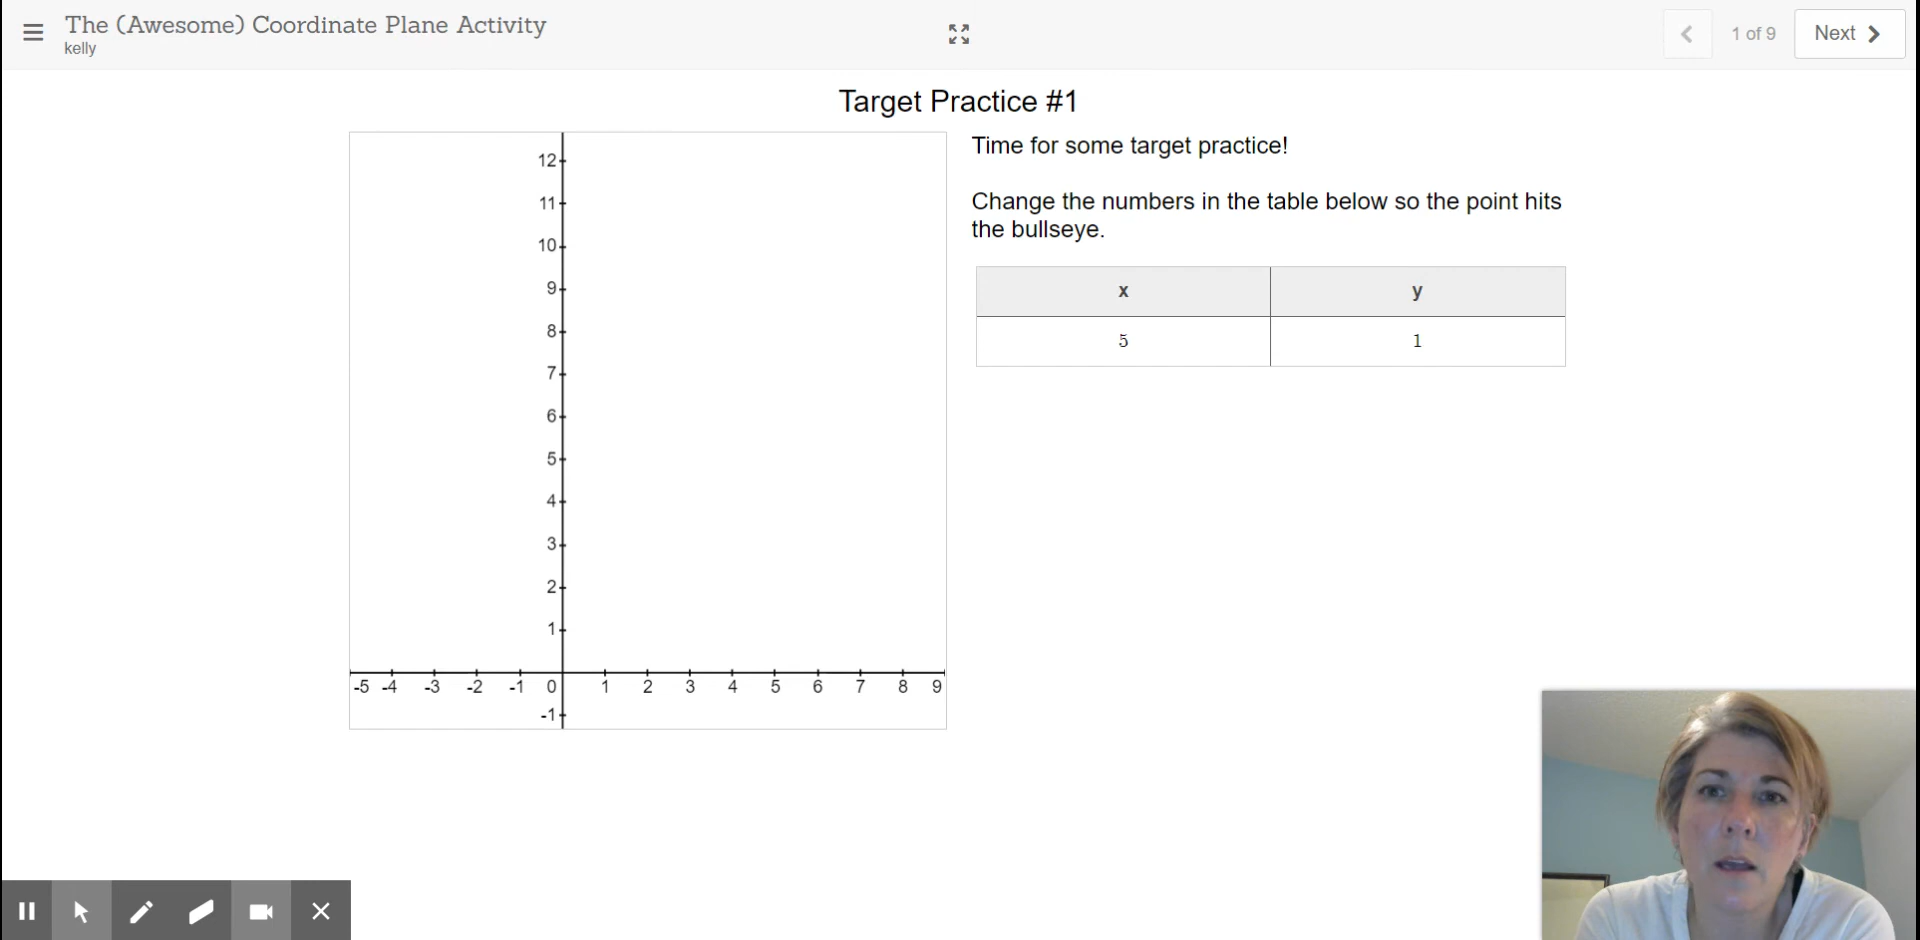 The (Awesome) Coordinate Plane Activity
kelly
1 of 9
Next
Target Practice #1
Time for some target practice!
Change the numbers in the table below so the point hits
the bullseye.
x y
5 1
12
11
10
9
8
7
6
5
4
3
2
1
-5 -4 -3 -2 -1 0 1 2 3 4 5 6 7 8 9
-1